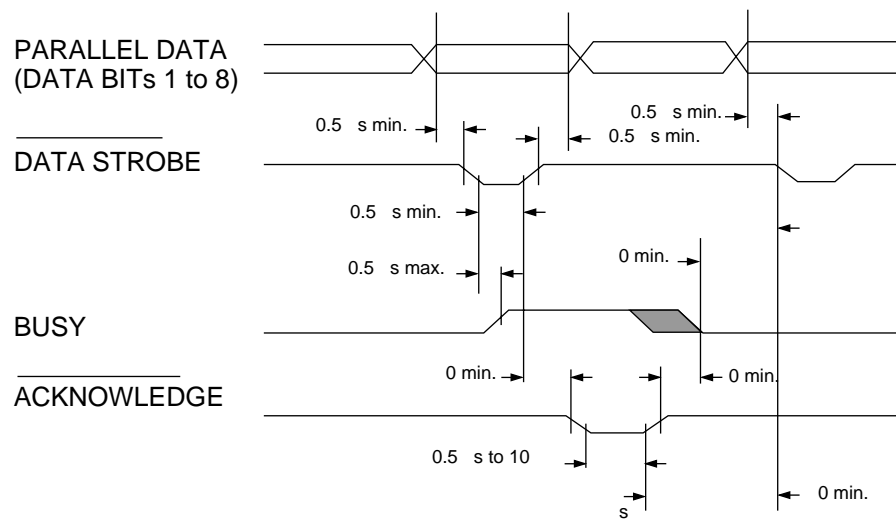 PARALLEL DATA
(DATA BITs 1 to 8)
0.5 s min.
0.5 s min.
0.5 s min.
DATA STROBE
0.5 s min.
0.5 s max.
0 min.
BUSY
0 min.
0 min.
ACKNOWLEDGE
0.5 s to 10
s
0 min.